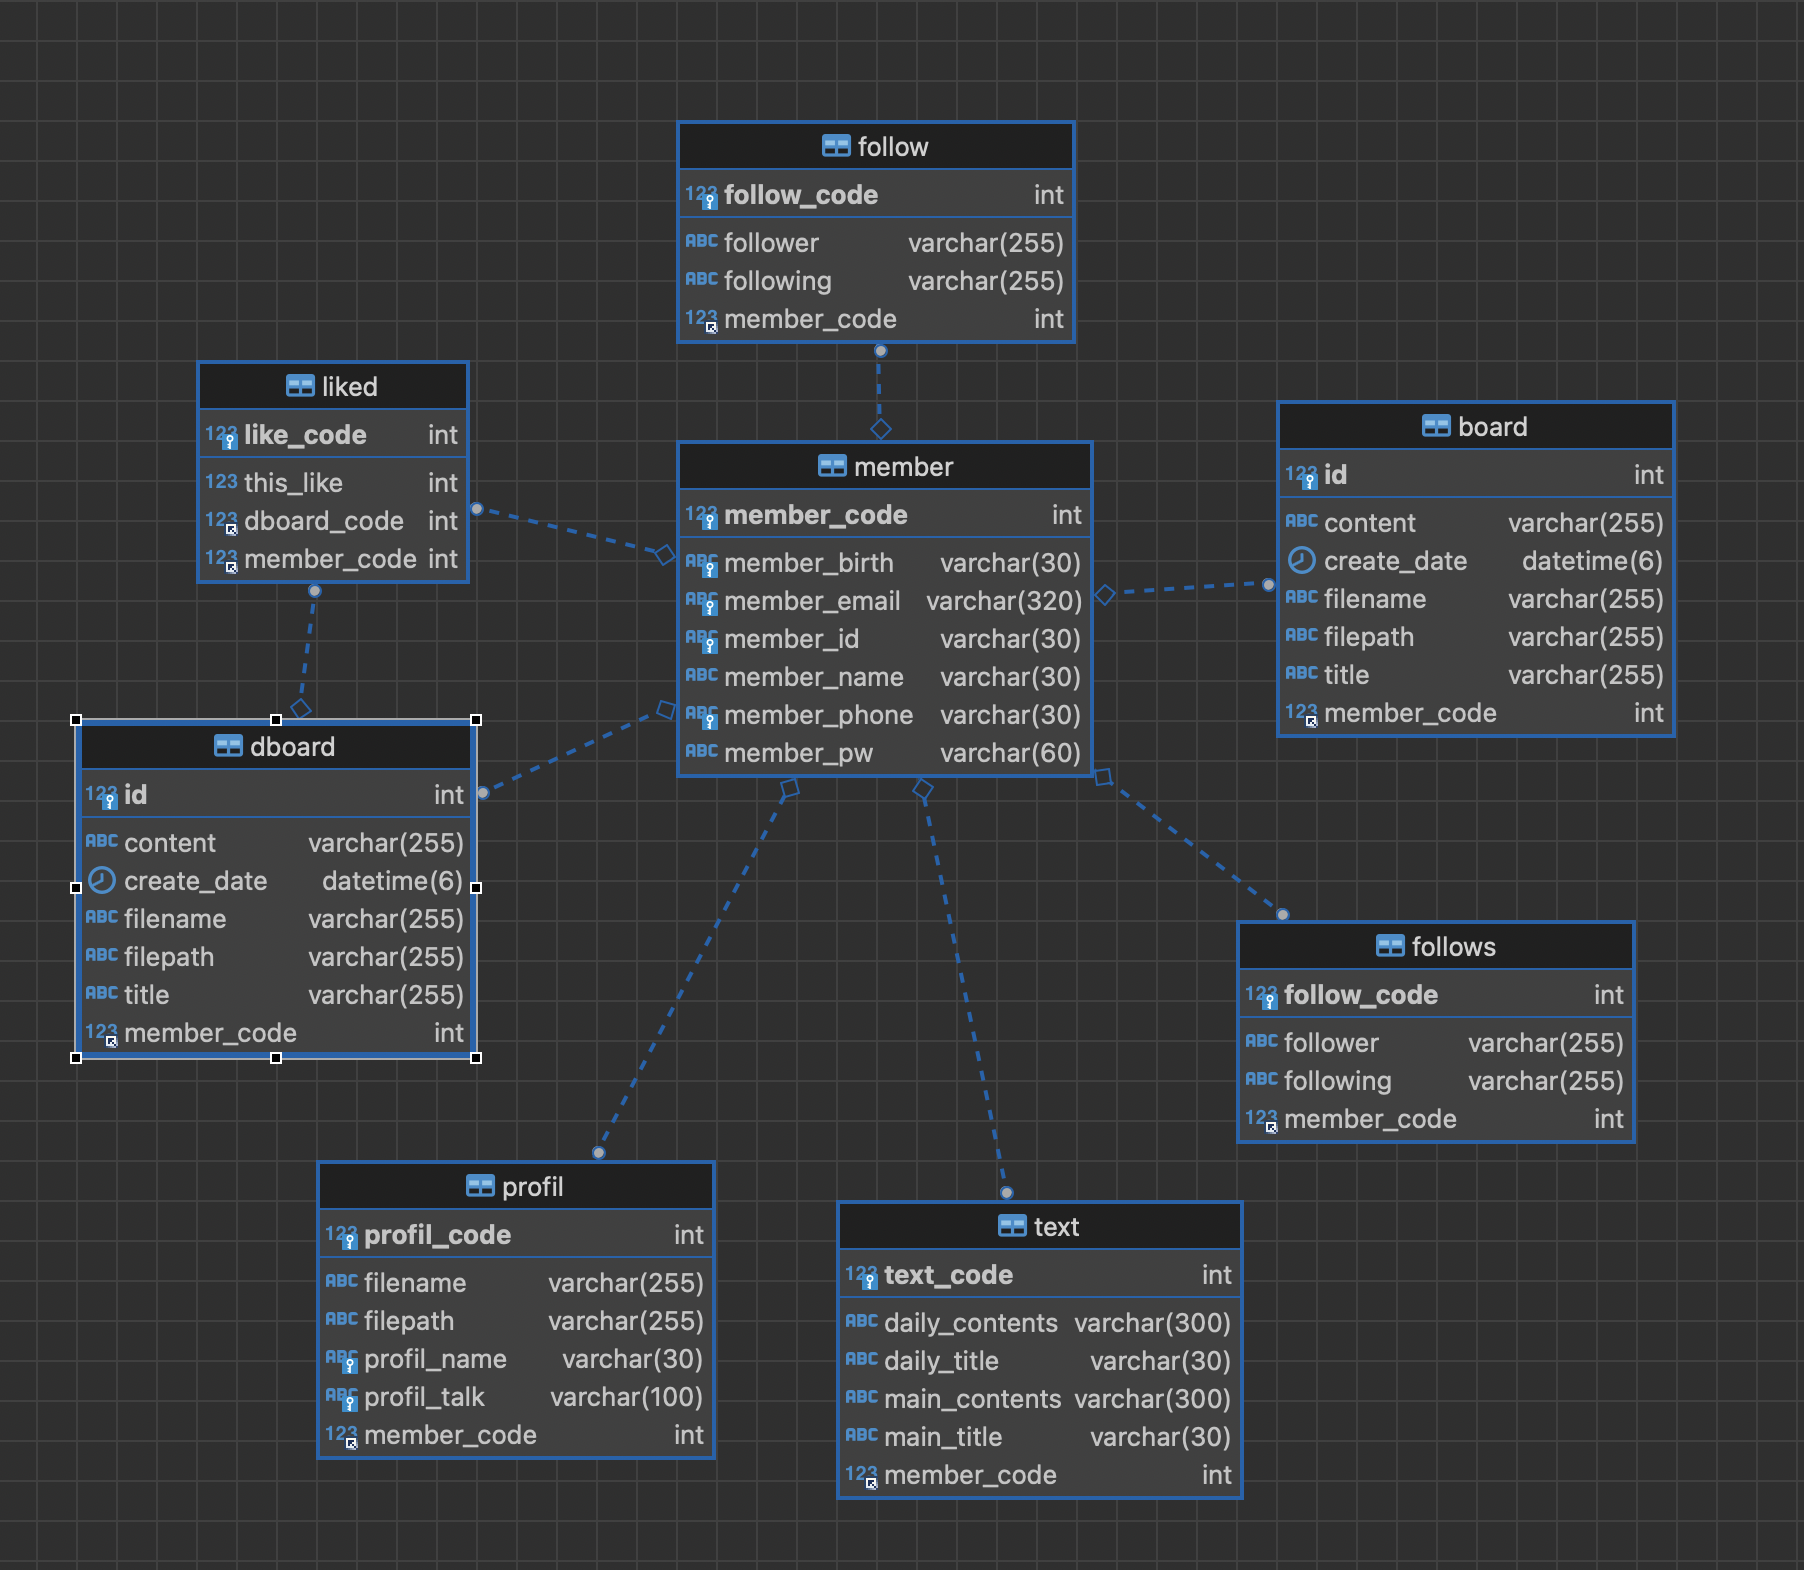 follow
123 follow_code int
ABC follower varchar(255)
ABC following varchar(255)
123 member_code int
liked
123 like_code int
123 this_like int
123 dboard_code int
123 member_code int
member
123 member_code int
ABC member_birth varchar(30)
ABC member_email varchar(320)
ABC member_id varchar(30)
ABC member_name varchar(30)
ABC member_phone varchar(30)
ABC member_pw varchar(60)
board
123 id int
ABC content varchar(255)
create_date datetime(6)
ABC filename varchar(255)
ABC filepath varchar(255)
ABC title varchar(255)
123 member_code int
dboard
123 id int
ABC content varchar(255)
create_date datetime(6)
ABC filename varchar(255)
ABC filepath varchar(255)
ABC title varchar(255)
123 member_code int
follows
123 follow_code int
ABC follower varchar(255)
ABC following varchar(255)
123 member_code int
profil
123 profil_code int
ABC filename varchar(255)
ABC filepath varchar(255)
ABC profil_name varchar(30)
ABC profil_talk varchar(100)
123 member_code int
text
123 text_code int
ABC daily_contents varchar(300)
ABC daily_title varchar(30)
ABC main_contents varchar(300)
ABC main_title varchar(30)
123 member_code int